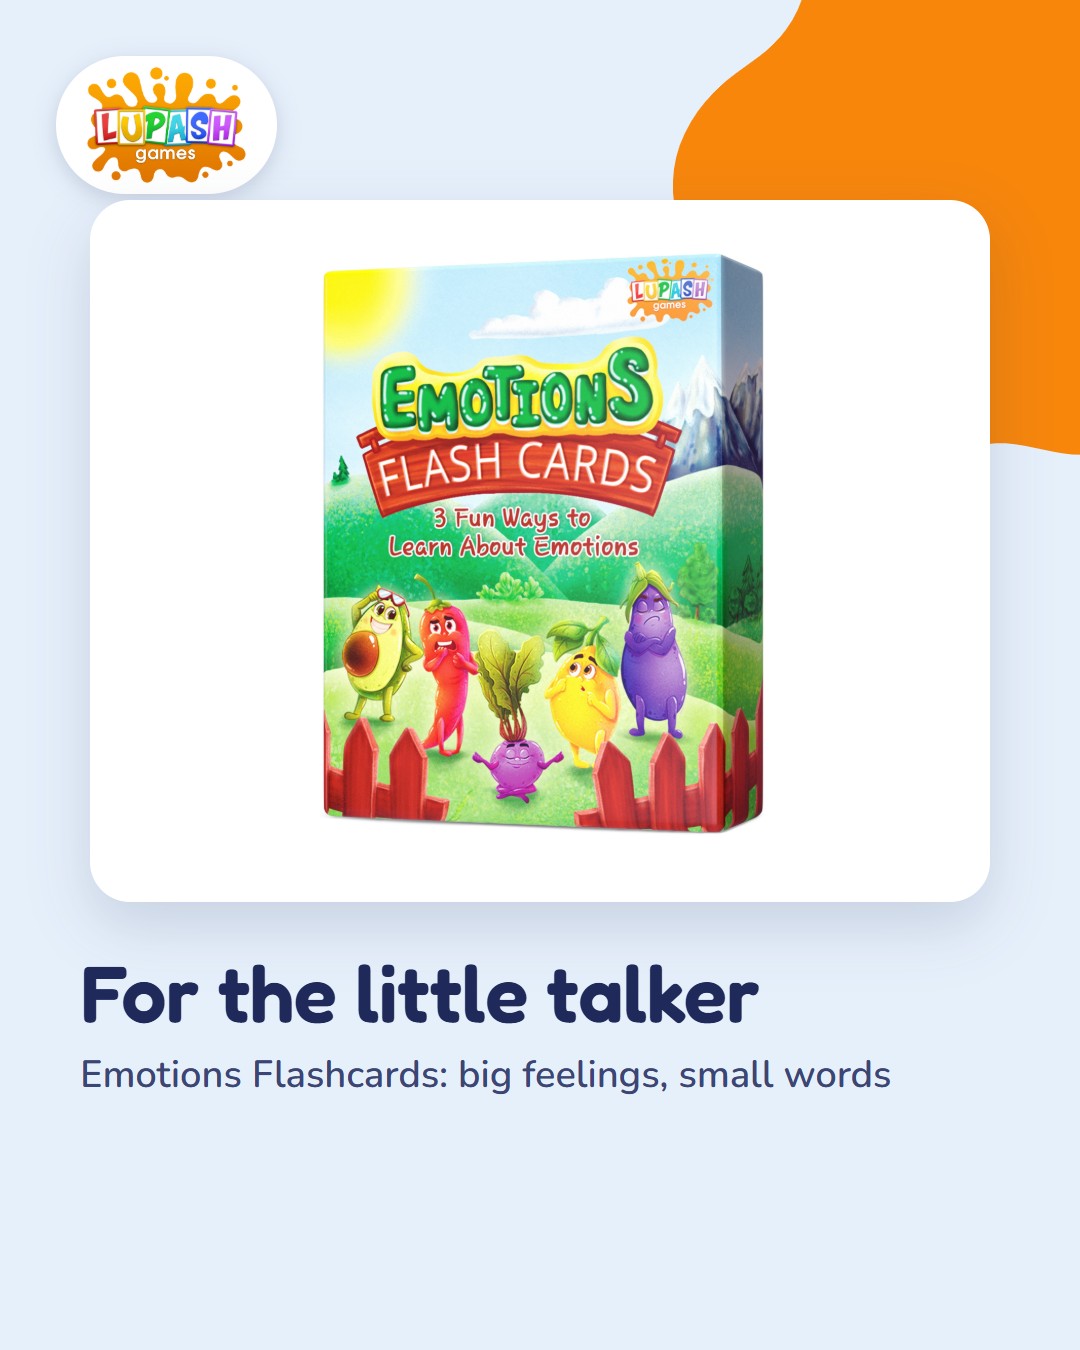 LUPASH
games
LUPASH
games
EMOTIONS
FLASH CARDS
3 Fun Ways to
Learn About Emotions
For the little talker
Emotions Flashcards: big feelings, small words